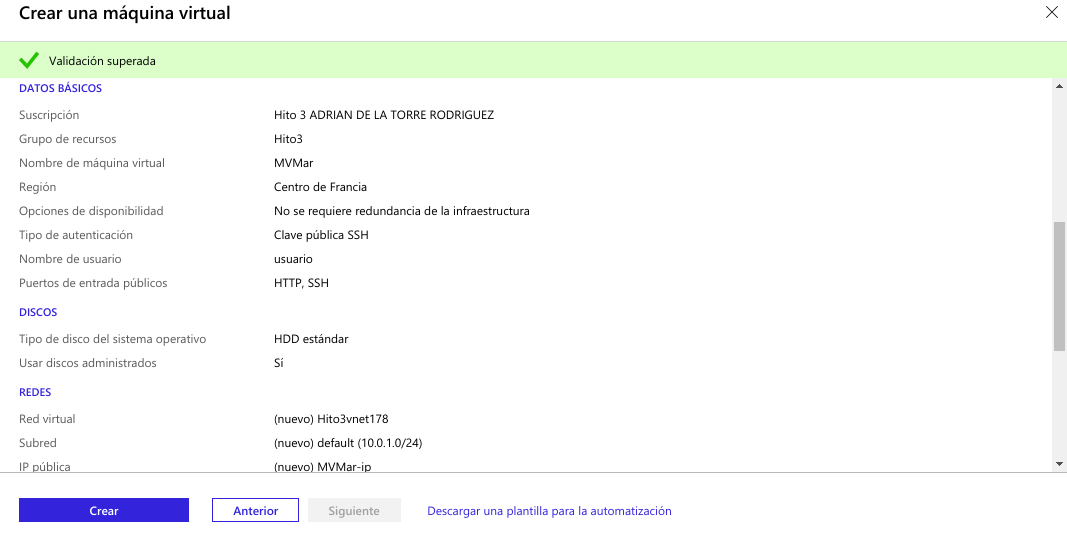 Crear una máquina virtual
Validación superada
DATOS BÁSICOS
Suscripción Hito 3 ADRIAN DE LA TORRE RODRIGUEZ
Grupo de recursos Hito3
Nombre de máquina virtual MVMar
Región Centro de Francia
Opciones de disponibilidad No se requiere redundancia de la infraestructura
Tipo de autenticación Clave pública SSH
Nombre de usuario usuario
Puertos de entrada públicos HTTP, SSH
DISCOS
Tipo de disco del sistema operativo HDD estándar
Usar discos administrados Sí
REDES
Red virtual (nuevo) Hito3vnet178
Subred (nuevo) default (10.0.1.0/24)
IP pública (nuevo) MVMar-ip
Crear Anterior Siguiente Descargar una plantilla para la automatización